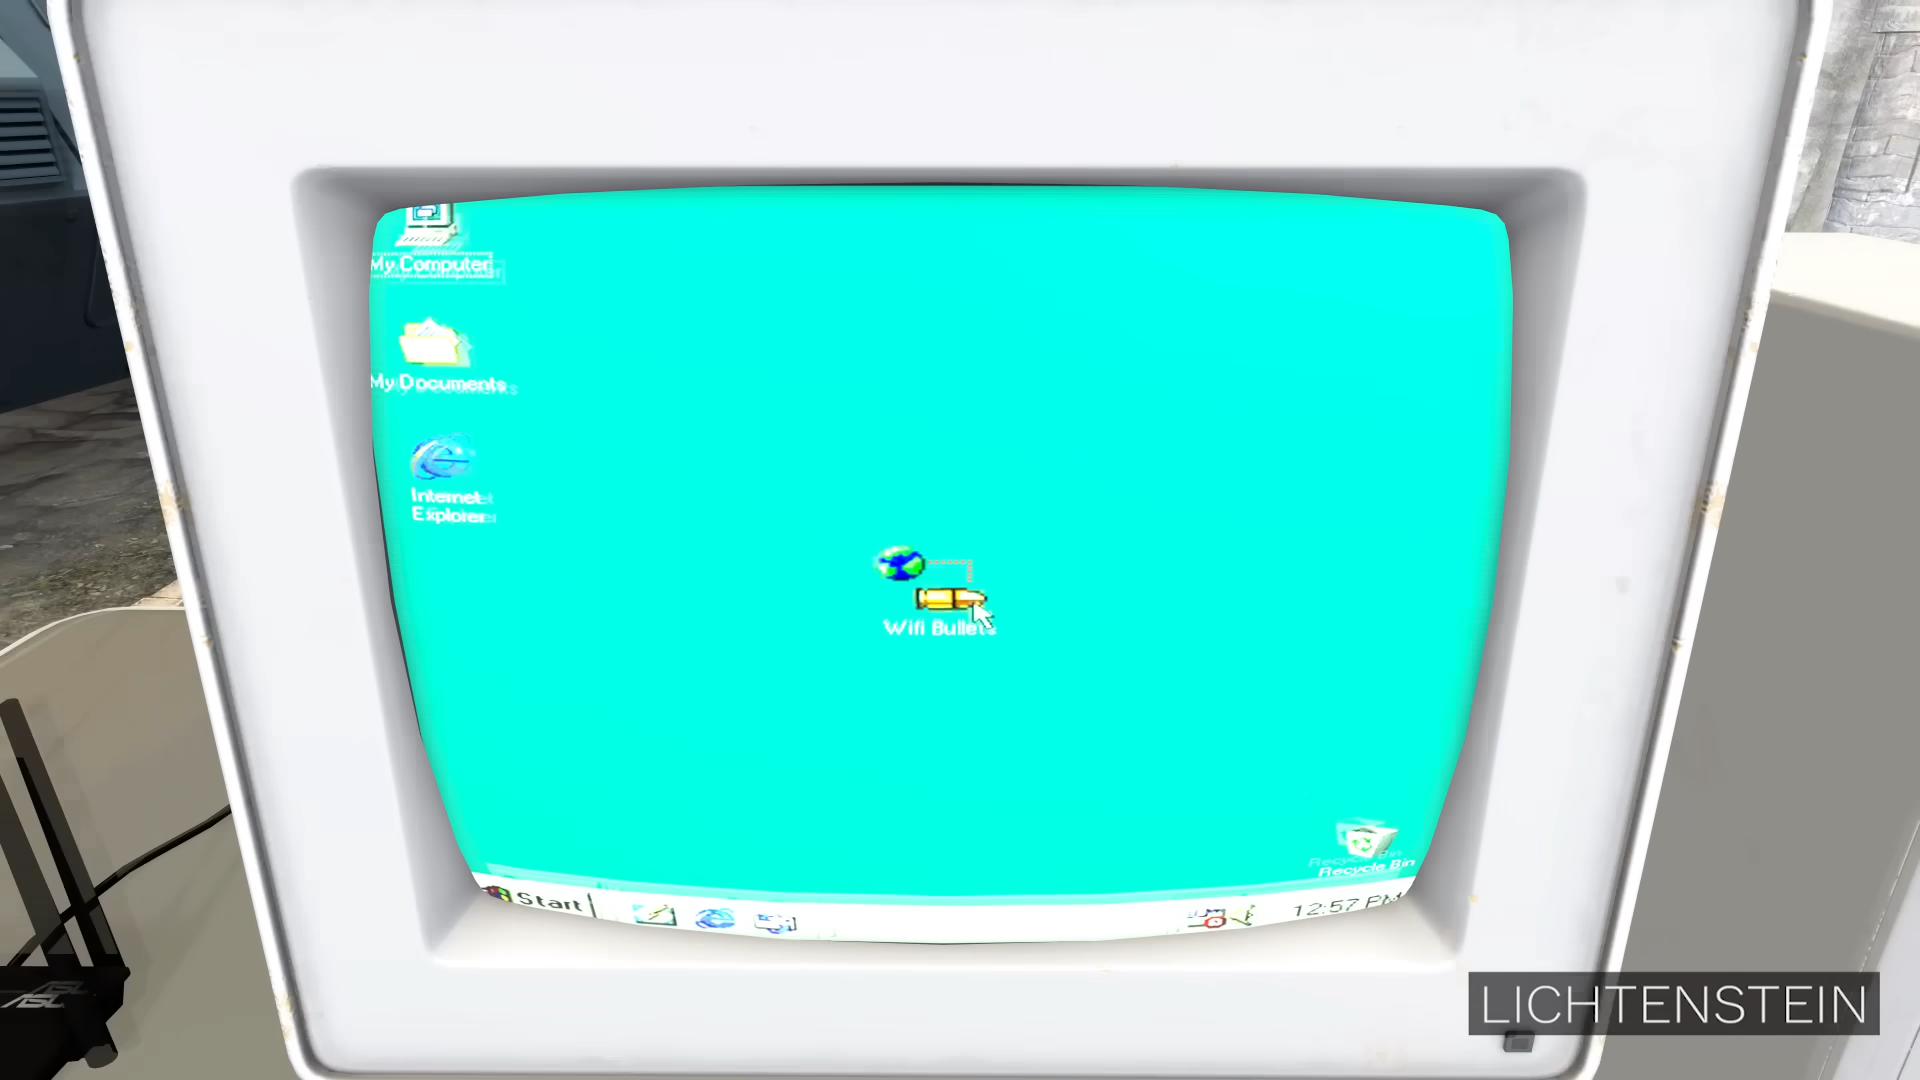 My Computer
My Documents
Internet
Explorer
Wifi Bullets
Recycle Bin
Start
12:57 PM
LICHTENSTEIN